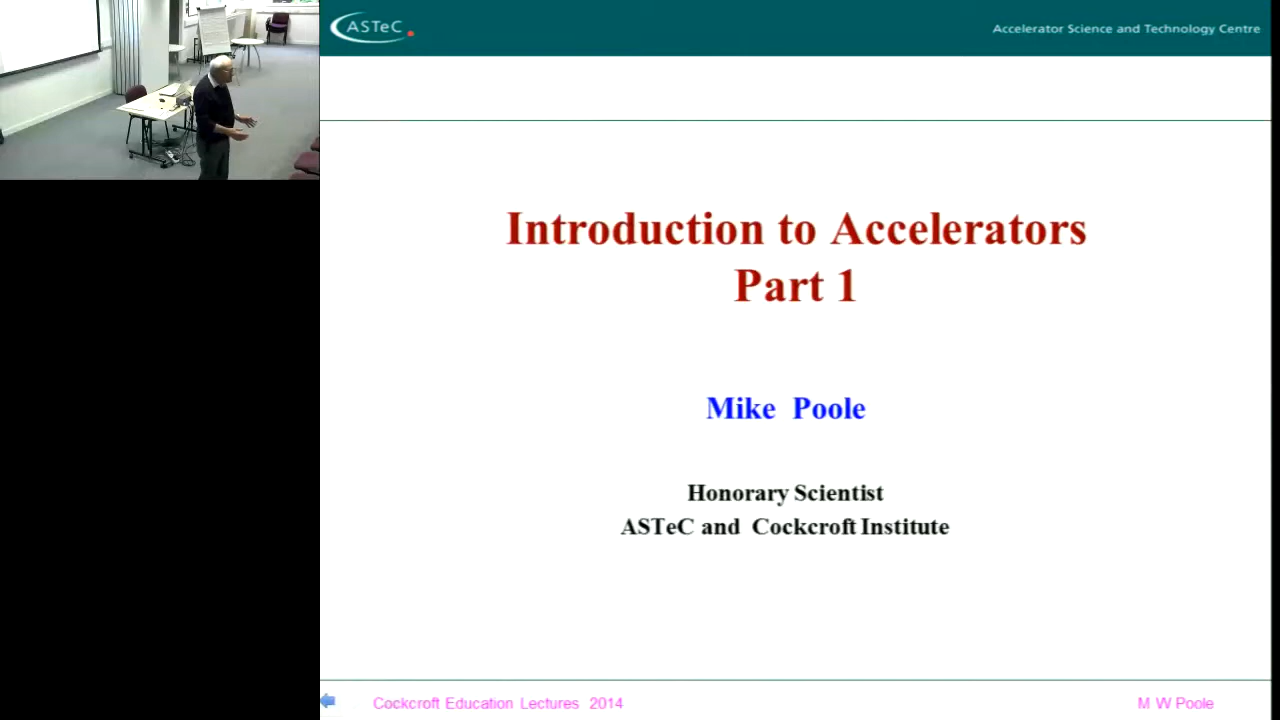 ASTeC
Accelerator Science and Technology Centre
Introduction to Accelerators
Part 1
Mike Poole
Honorary Scientist
ASTeC and Cockcroft Institute
Cockcroft Education Lectures 2014
M W Poole